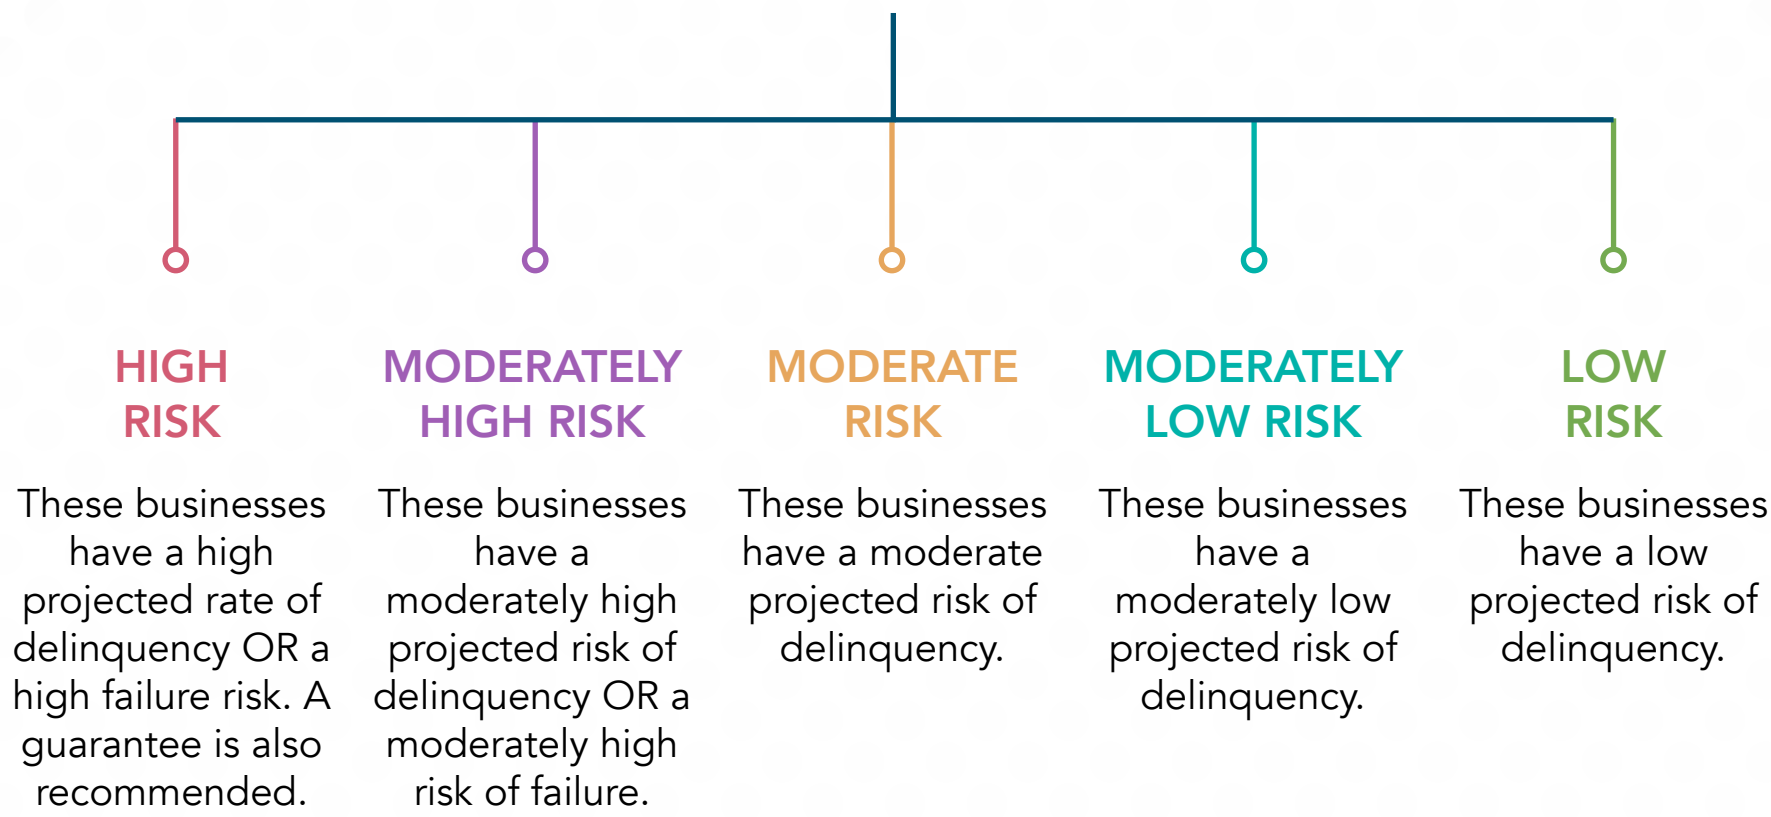 HIGH
RISK
These businesses
have a high
projected rate of
delinquency OR a
high failure risk. A
guarantee is also
recommended.
MODERATELY
HIGH RISK
These businesses
have a
moderately high
projected risk of
delinquency OR a
moderately high
risk of failure.
MODERATE
RISK
These businesses
have a moderate
projected risk of
delinquency.
MODERATELY
LOW RISK
These businesses
have a
moderately low
projected risk of
delinquency.
LOW
RISK
These businesses
have a low
projected risk of
delinquency.